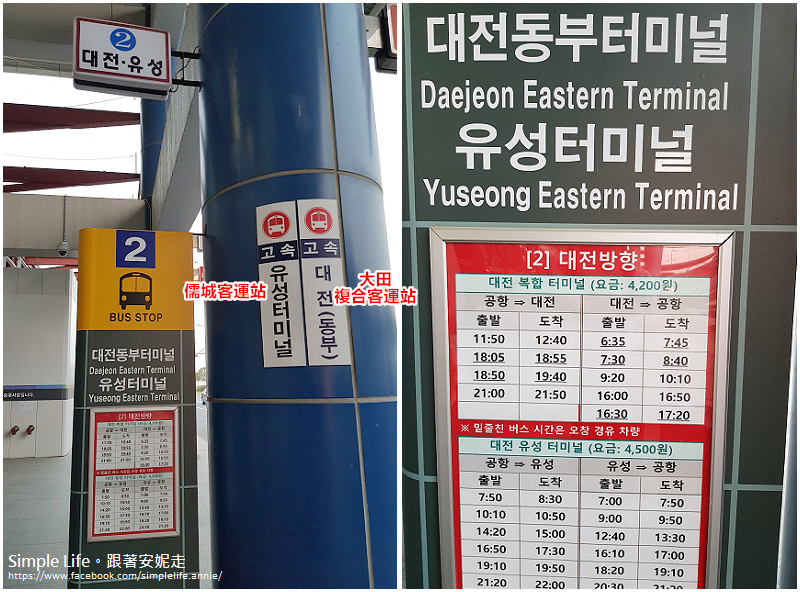 2
대전·유성
2
BUS STOP
대전동부터미널
Daejeon Eastern Terminal
유성터미널
Yuseong Eastern Terminal
[2] 대전방향
고속
유성터미널
고속
대전(동부)
儒城客運站
大田
複合客運站
Simple Life。跟著安妮走
https://www.facebook.com/simplelife.annie/
대전동부터미널
Daejeon Eastern Terminal
유성터미널
Yuseong Eastern Terminal
[2] 대전방향
대전 복합 터미널 (요금: 4,200원)
공항 ⇒ 대전 대전 ⇒ 공항
출발 도착 출발 도착
11:50 12:40 6:35 7:45
18:05 18:55 7:30 8:40
18:50 19:40 9:20 10:10
21:00 21:50 16:00 16:50
16:30 17:20
※ 밑줄친 버스 시간은 오창 경유 차량
대전 유성 터미널 (요금: 4,500원)
공항 ⇒ 유성 유성 ⇒ 공항
출발 도착 출발 도착
7:50 8:30 7:00 7:50
10:10 10:50 9:00 9:50
14:20 15:00 12:40 13:30
16:50 17:30 16:10 17:00
19:10 19:50 18:20 19:10
21:20 22:00 20:30 21:20